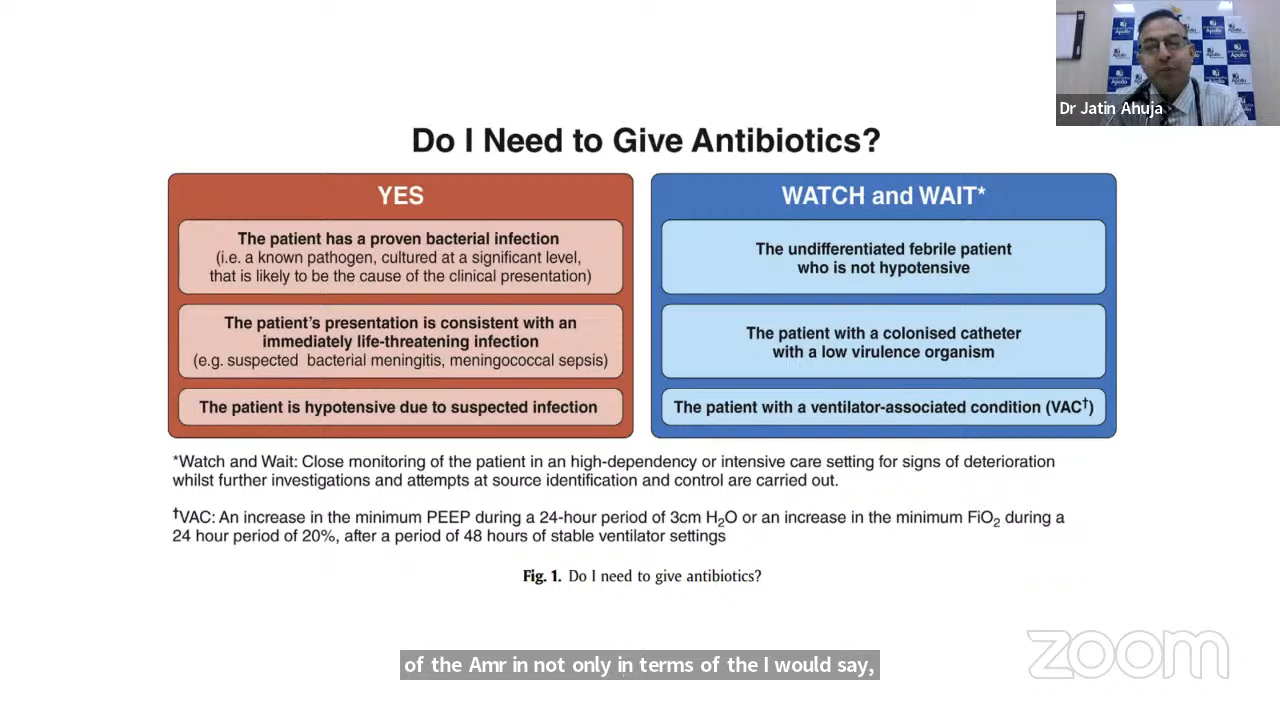 Apollo
Apollo
Apollo
Dr Jatin Ahuja
Do I Need to Give Antibiotics?
YES
The patient has a proven bacterial infection
(i.e. a known pathogen, cultured at a significant level,
that is likely to be the cause of the clinical presentation)
The patient's presentation is consistent with an
immediately life-threatening infection
(e.g. suspected bacterial meningitis, meningococcal sepsis)
The patient is hypotensive due to suspected infection
WATCH and WAIT*
The undifferentiated febrile patient
who is not hypotensive
The patient with a colonised catheter
with a low virulence organism
The patient with a ventilator-associated condition (VAC†)
*Watch and Wait: Close monitoring of the patient in an high-dependency or intensive care setting for signs of deterioration
whilst further investigations and attempts at source identification and control are carried out.
†VAC: An increase in the minimum PEEP during a 24-hour period of 3cm H₂O or an increase in the minimum FiO₂ during a
24 hour period of 20%, after a period of 48 hours of stable ventilator settings
Fig. 1. Do I need to give antibiotics?
of the Amr in not only in terms of the I would say,
zoom